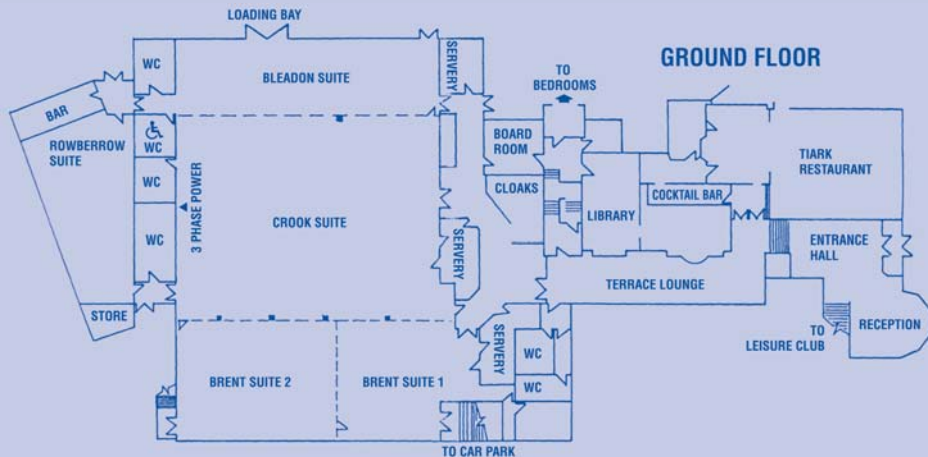 LOADING BAY
GROUND FLOOR
WC
BLEADON SUITE
SERVERY
TO
BEDROOMS
BAR
ROWBERROW
SUITE
WC
BOARD
ROOM
TIARK
RESTAURANT
WC
3 PHASE POWER
CLOAKS
COCKTAIL BAR
CROOK SUITE
LIBRARY
WC
SERVERY
ENTRANCE
HALL
TERRACE LOUNGE
STORE
RECEPTION
TO
LEISURE CLUB
SERVERY
WC
BRENT SUITE 2
BRENT SUITE 1
WC
TO CAR PARK